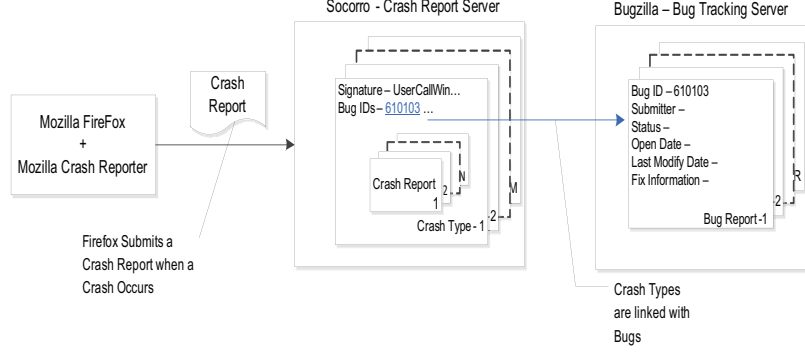 Socorro - Crash Report Server
Bugzilla – Bug Tracking Server
Mozilla FireFox
+
Mozilla Crash Reporter
Crash
Report
Firefox Submits a
Crash Report when a
Crash Occurs
Signature – UserCallWin…
Bug IDs – 610103 …
Crash Report
1
2
N
Crash Type - 1
-2
M
Bug ID – 610103
Submitter –
Status –
Open Date –
Last Modify Date –
Fix Information –
Bug Report -1
-2
R
Crash Types
are linked with
Bugs